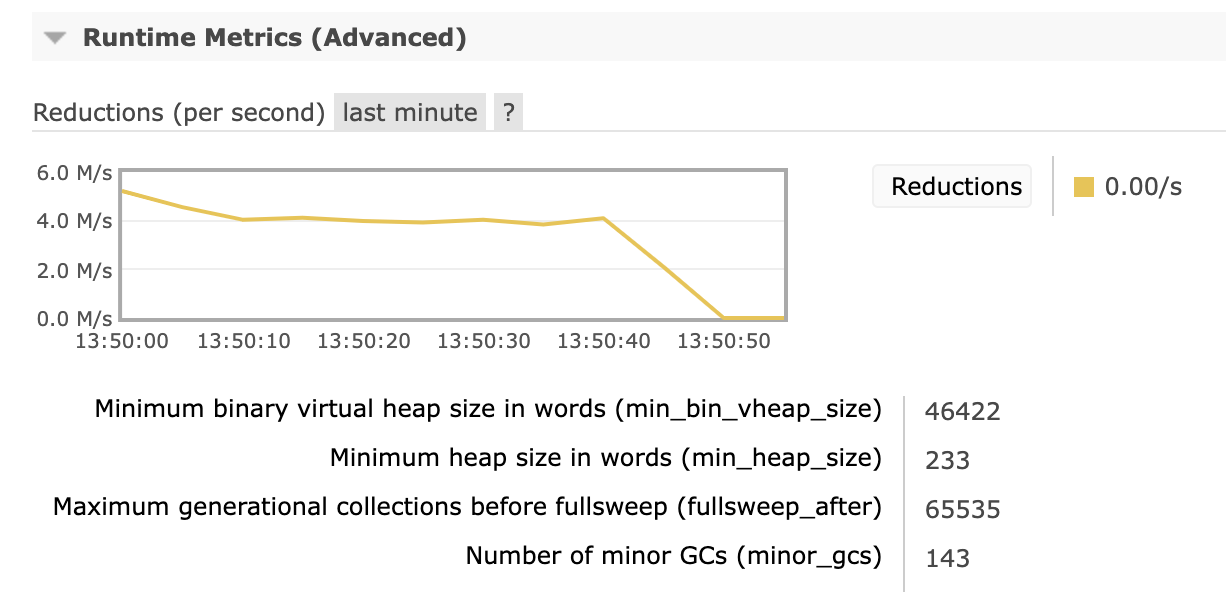 Runtime Metrics (Advanced)
Reductions (per second) last minute ?
6.0 M/s
4.0 M/s
2.0 M/s
0.0 M/s
13:50:00 13:50:10 13:50:20 13:50:30 13:50:40 13:50:50
Reductions 0.00/s
Minimum binary virtual heap size in words (min_bin_vheap_size) 46422
Minimum heap size in words (min_heap_size) 233
Maximum generational collections before fullsweep (fullsweep_after) 65535
Number of minor GCs (minor_gcs) 143